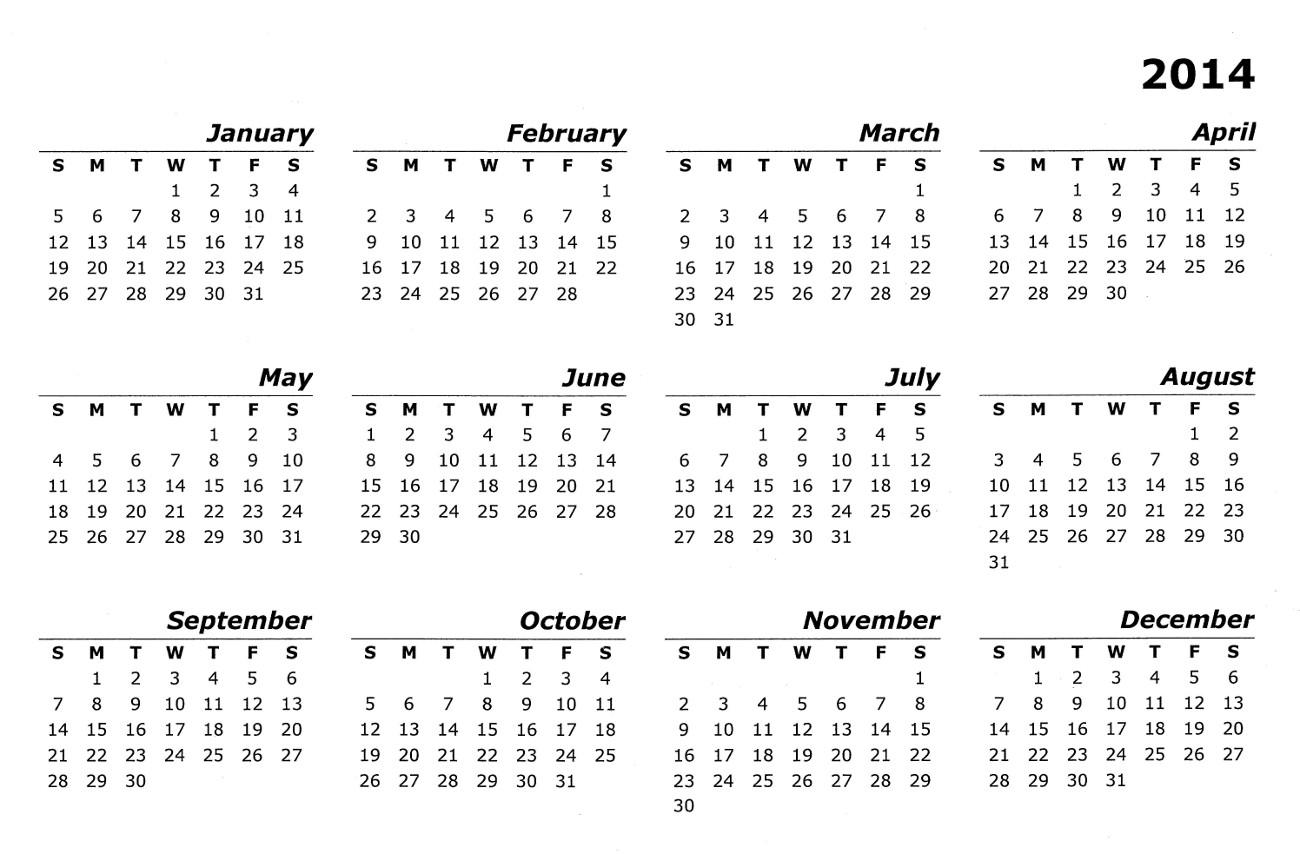 2014
January
S M T W T F S
1 2 3 4
5 6 7 8 9 10 11
12 13 14 15 16 17 18
19 20 21 22 23 24 25
26 27 28 29 30 31
February
S M T W T F S
1
2 3 4 5 6 7 8
9 10 11 12 13 14 15
16 17 18 19 20 21 22
23 24 25 26 27 28
March
S M T W T F S
1
2 3 4 5 6 7 8
9 10 11 12 13 14 15
16 17 18 19 20 21 22
23 24 25 26 27 28 29
30 31
April
S M T W T F S
1 2 3 4 5
6 7 8 9 10 11 12
13 14 15 16 17 18 19
20 21 22 23 24 25 26
27 28 29 30
May
S M T W T F S
1 2 3
4 5 6 7 8 9 10
11 12 13 14 15 16 17
18 19 20 21 22 23 24
25 26 27 28 29 30 31
June
S M T W T F S
1 2 3 4 5 6 7
8 9 10 11 12 13 14
15 16 17 18 19 20 21
22 23 24 25 26 27 28
29 30
July
S M T W T F S
1 2 3 4 5
6 7 8 9 10 11 12
13 14 15 16 17 18 19
20 21 22 23 24 25 26
27 28 29 30 31
August
S M T W T F S
1 2
3 4 5 6 7 8 9
10 11 12 13 14 15 16
17 18 19 20 21 22 23
24 25 26 27 28 29 30
31
September
S M T W T F S
1 2 3 4 5 6
7 8 9 10 11 12 13
14 15 16 17 18 19 20
21 22 23 24 25 26 27
28 29 30
October
S M T W T F S
1 2 3 4
5 6 7 8 9 10 11
12 13 14 15 16 17 18
19 20 21 22 23 24 25
26 27 28 29 30 31
November
S M T W T F S
1
2 3 4 5 6 7 8
9 10 11 12 13 14 15
16 17 18 19 20 21 22
23 24 25 26 27 28 29
30
December
S M T W T F S
1 2 3 4 5 6
7 8 9 10 11 12 13
14 15 16 17 18 19 20
21 22 23 24 25 26 27
28 29 30 31